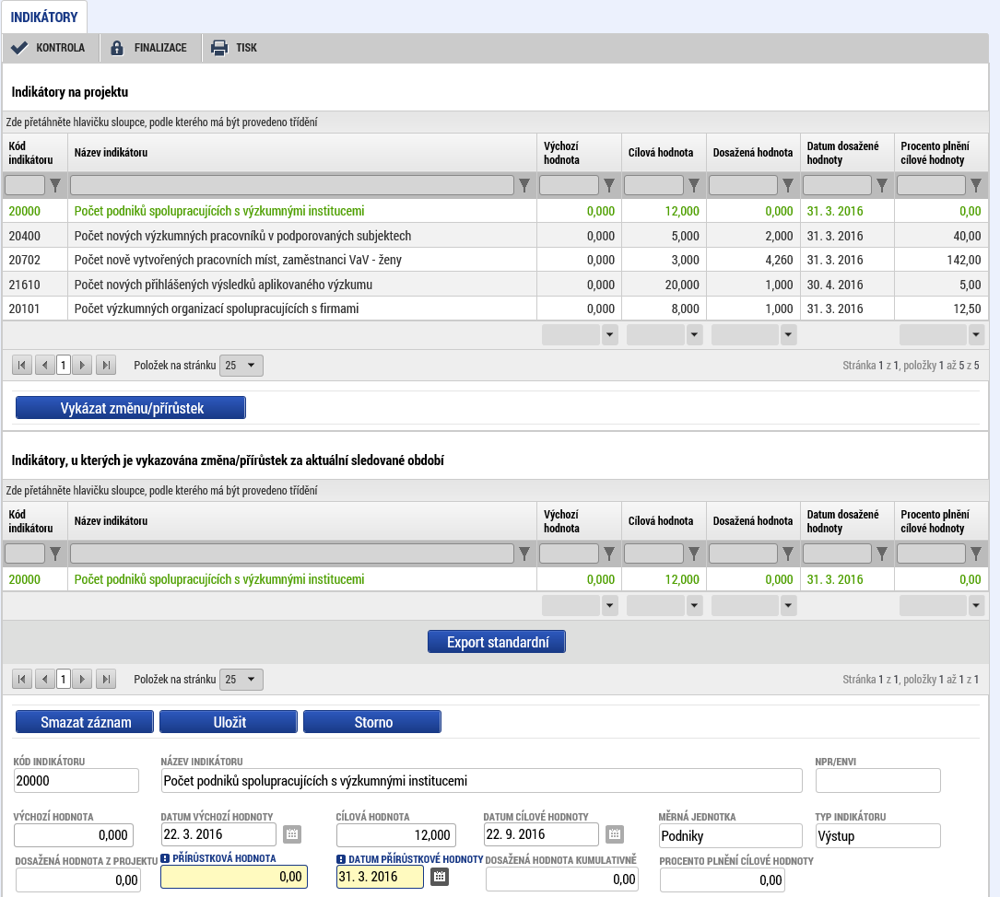 INDIKÁTORY
KONTROLA FINALIZACE TISK
Indikátory na projektu
Zde přetáhněte hlavičku sloupce, podle kterého má být provedeno třídění
Kód indikátoru Název indikátoru Výchozí hodnota Cílová hodnota Dosažená hodnota Datum dosažené hodnoty Procento plnění cílové hodnoty
20000 Počet podniků spolupracujících s výzkumnými institucemi 0,000 12,000 0,000 31. 3. 2016 0,00
20400 Počet nových výzkumných pracovníků v podporovaných subjektech 0,000 5,000 2,000 31. 3. 2016 40,00
20702 Počet nově vytvořených pracovních míst, zaměstnanci VaV - ženy 0,000 3,000 4,260 31. 3. 2016 142,00
21610 Počet nových přihlášených výsledků aplikovaného výzkumu 0,000 20,000 1,000 30. 4. 2016 5,00
20101 Počet výzkumných organizací spolupracujících s firmami 0,000 8,000 1,000 31. 3. 2016 12,50
1 Položek na stránku 25 Stránka 1 z 1, položky 1 až 5 z 5
Vykázat změnu/přírůstek
Indikátory, u kterých je vykazována změna/přírůstek za aktuální sledované období
Zde přetáhněte hlavičku sloupce, podle kterého má být provedeno třídění
Kód indikátoru Název indikátoru Výchozí hodnota Cílová hodnota Dosažená hodnota Datum dosažené hodnoty Procento plnění cílové hodnoty
20000 Počet podniků spolupracujících s výzkumnými institucemi 0,000 12,000 0,000 31. 3. 2016 0,00
Export standardní
1 Položek na stránku 25 Stránka 1 z 1, položky 1 až 1 z 1
Smazat záznam Uložit Storno
KÓD INDIKÁTORU NÁZEV INDIKÁTORU NPR/ENVI
20000 Počet podniků spolupracujících s výzkumnými institucemi
VÝCHOZÍ HODNOTA DATUM VÝCHOZÍ HODNOTY CÍLOVÁ HODNOTA DATUM CÍLOVÉ HODNOTY MĚRNÁ JEDNOTKA TYP INDIKÁTORU
0,000 22. 3. 2016 12,000 22. 9. 2016 Podniky Výstup
DOSAŽENÁ HODNOTA Z PROJEKTU PŘÍRŮSTKOVÁ HODNOTA DATUM PŘÍRŮSTKOVÉ HODNOTY DOSAŽENÁ HODNOTA KUMULATIVNĚ PROCENTO PLNĚNÍ CÍLOVÉ HODNOTY
0,00 0,00 31. 3. 2016 0,00 0,00